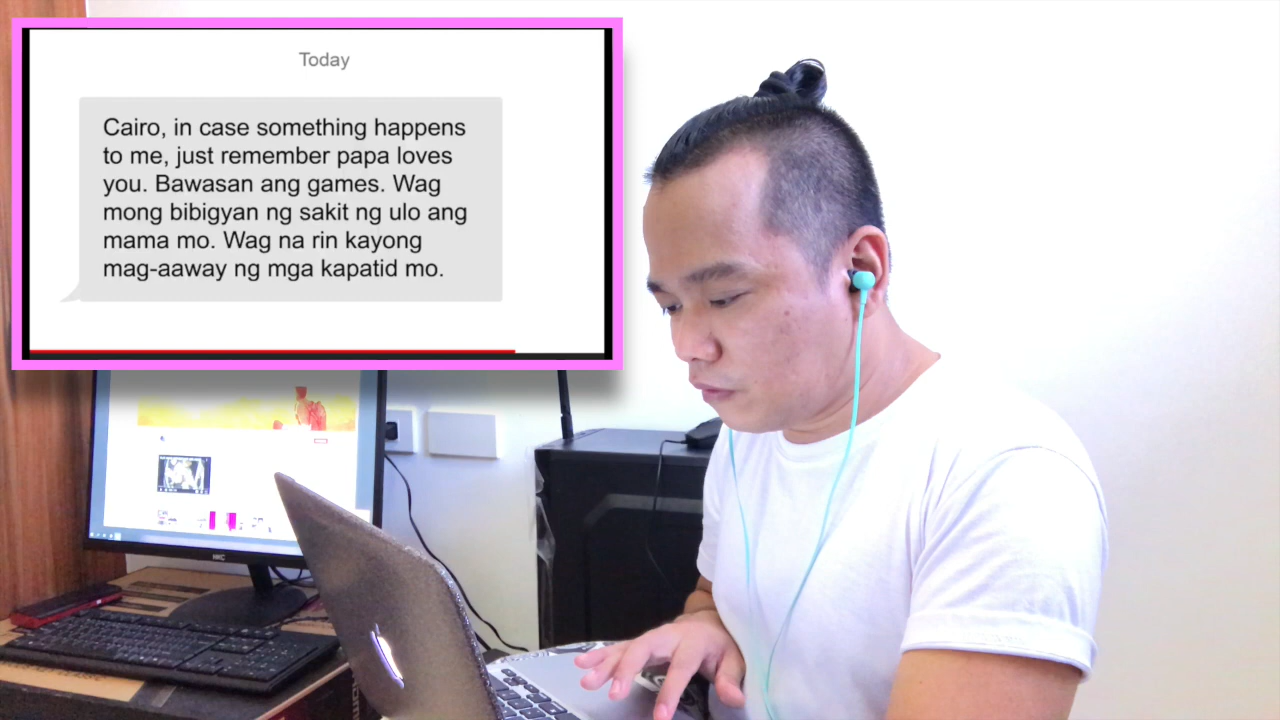 Today
Cairo, in case something happens
to me, just remember papa loves
you. Bawasan ang games. Wag
mong bibigyan ng sakit ng ulo ang
mama mo. Wag na rin kayong
mag-aaway ng mga kapatid mo.